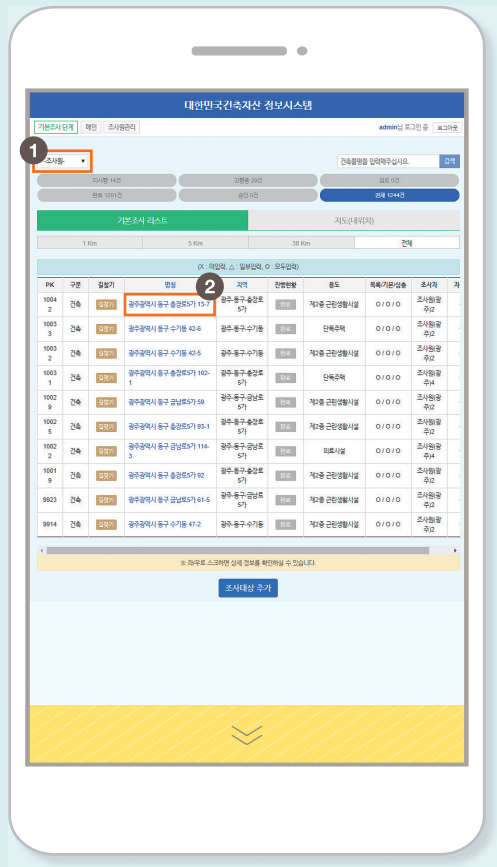 대한민국건축자산 정보시스템
기본조사 단계 메인 조사원관리 admin님 로그인 중 로그아웃
1
-조사원- 건축물명을 입력해주십시요. 검색
미시행 14건 진행중 29건 검토 0건
완료 1201건 승인 0건 전체 1244건
기본조사 리스트 지도(내위치)
1 Km 5 Km 30 Km 전체
(X : 미입력, △ : 일부입력, O : 모두입력)
2
PK 구분 길찾기 명칭 지역 진행현황 용도 목록/기본/심층 조사자
10042 건축 길찾기 광주광역시 동구 충장로5가 13-7 광주-동구-충장로5가 완료 제2종 근린생활시설 O / O / O 조사원(광주)2
10033 건축 길찾기 광주광역시 동구 수기동 42-6 광주-동구-수기동 완료 단독주택 O / O / O 조사원(광주)2
10032 건축 길찾기 광주광역시 동구 수기동 42-5 광주-동구-수기동 완료 제2종 근린생활시설 O / O / O 조사원(광주)2
10031 건축 길찾기 광주광역시 동구 충장로5가 102-1 광주-동구-충장로5가 완료 단독주택 O / O / O 조사원(광주)4
10029 건축 길찾기 광주광역시 동구 금남로5가 59 광주-동구-금남로5가 완료 제2종 근린생활시설 O / O / O 조사원(광주)2
10025 건축 길찾기 광주광역시 동구 충장로5가 93-1 광주-동구-충장로5가 완료 제2종 근린생활시설 O / O / O 조사원(광주)2
10022 건축 길찾기 광주광역시 동구 금남로5가 114-3 광주-동구-금남로5가 완료 의료시설 O / O / O 조사원(광주)4
10019 건축 길찾기 광주광역시 동구 충장로5가 92 광주-동구-충장로5가 완료 제2종 근린생활시설 O / O / O 조사원(광주)2
9923 건축 길찾기 광주광역시 동구 금남로5가 61-5 광주-동구-금남로5가 완료 제2종 근린생활시설 O / O / O 조사원(광주)2
9914 건축 길찾기 광주광역시 동구 수기동 47-2 광주-동구-수기동 완료 제2종 근린생활시설 O / O / O 조사원(광주)2
※ 좌/우로 스크롤하면 상세 정보를 확인하실 수 있습니다.
조사대상 추가